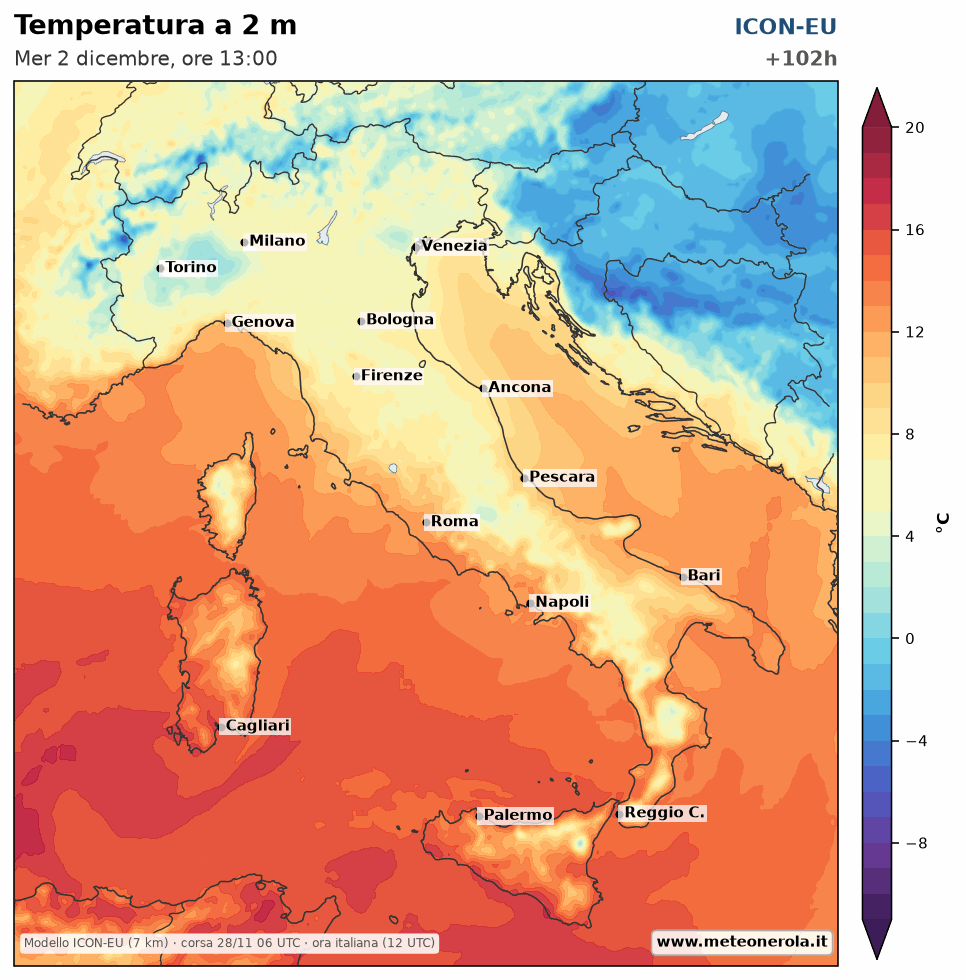 Temperatura a 2 m
ICON-EU
Mer 2 dicembre, ore 13:00
+102h
20
16
12
8
4
0
−4
−8
°C
Milano
Venezia
Torino
Genova
Bologna
Firenze
Ancona
Pescara
Roma
Bari
Napoli
Cagliari
Palermo
Reggio C.
Modello ICON-EU (7 km) · corsa 28/11 06 UTC · ora italiana (12 UTC)
www.meteonerola.it